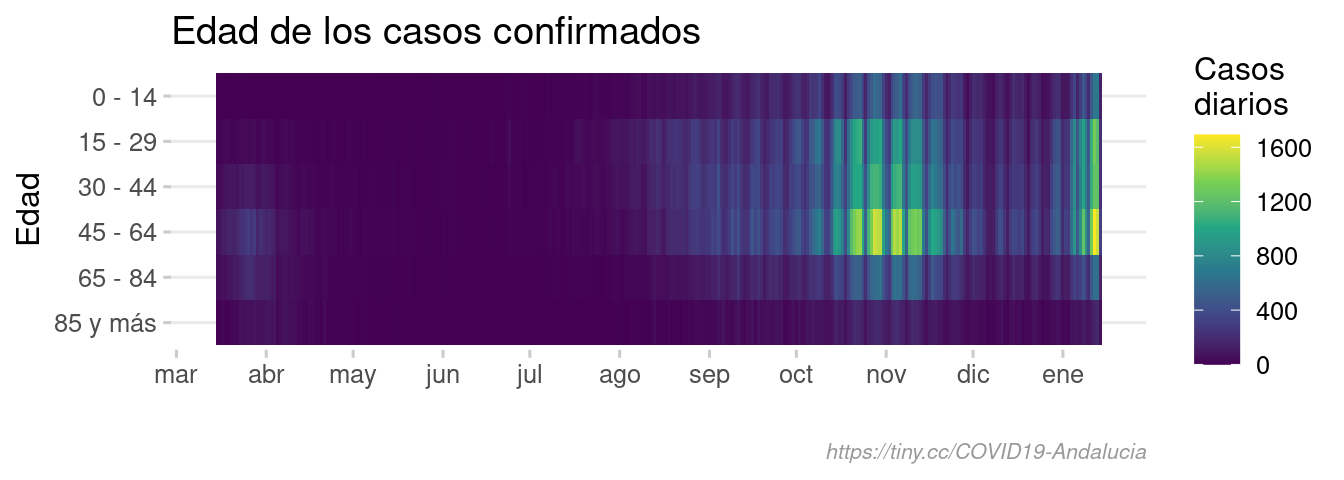 Edad de los casos confirmados
Edad
0 - 14
15 - 29
30 - 44
45 - 64
65 - 84
85 y más
mar abr may jun jul ago sep oct nov dic ene
Casos
diarios
1600
1200
800
400
0
https://tiny.cc/COVID19-Andalucia